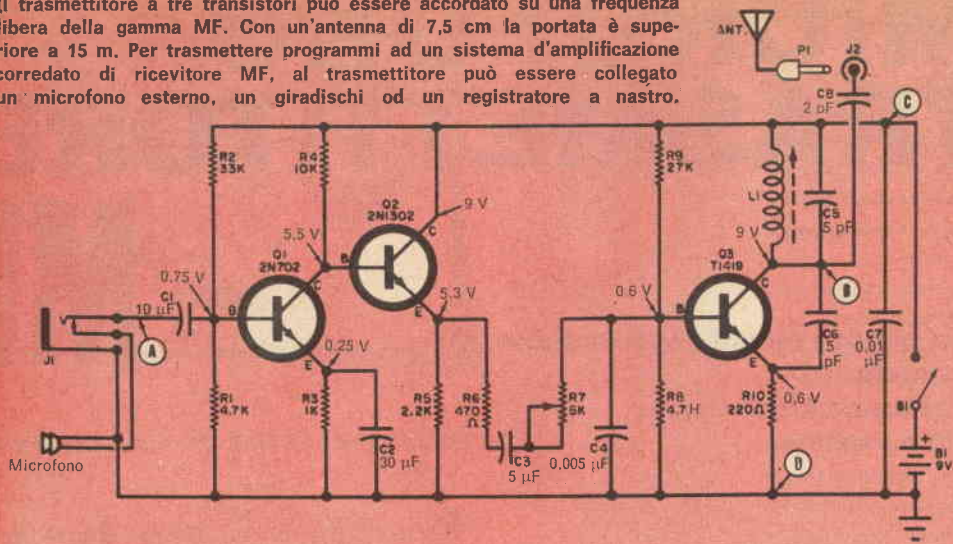 Il trasmettitore a tre transistori può essere accordato su una frequenza
libera della gamma MF. Con un'antenna di 7,5 cm la portata è supe-
riore a 15 m. Per trasmettere programmi ad un sistema d'amplificazione
corredato di ricevitore MF, al trasmettitore può essere collegato
un microfono esterno, un giradischi od un registratore a nastro.
ANT.
P1
J2
C8
2 pF
C
R2
33K
R4
10K
R9
27K
L1
C5
5 pF
Q2
2N1302
9 V
5,5 V
B
C
E
Q1
2N702
0,75 V
C1
10 µF
B
C
E
5,3 V
0,25 V
A
J1
0.6 V
9 V
Q3
T1419
B
C
E
B
C6
5
pF
C7
0,01
µF
0,6 V
R1
4.7K
R3
1K
C2
30 µF
R5
2.2K
R6
470
Ω
C3
5 µF
R7
5K
C4
0,005 µF
R8
4.7H
R10
220Ω
D
S1
B1
9V
+
Microfono